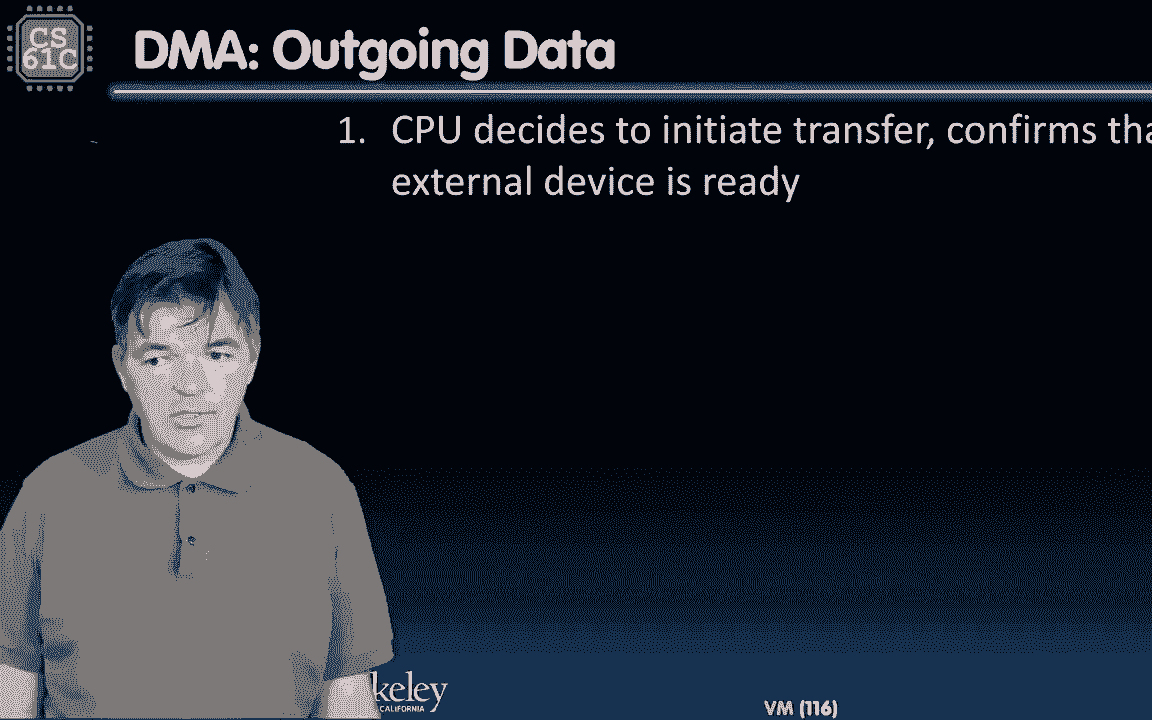 CS
61C
DMA: Outgoing Data
1. CPU decides to initiate transfer, confirms tha
external device is ready
keley
CALIFORNIA
VM (116)